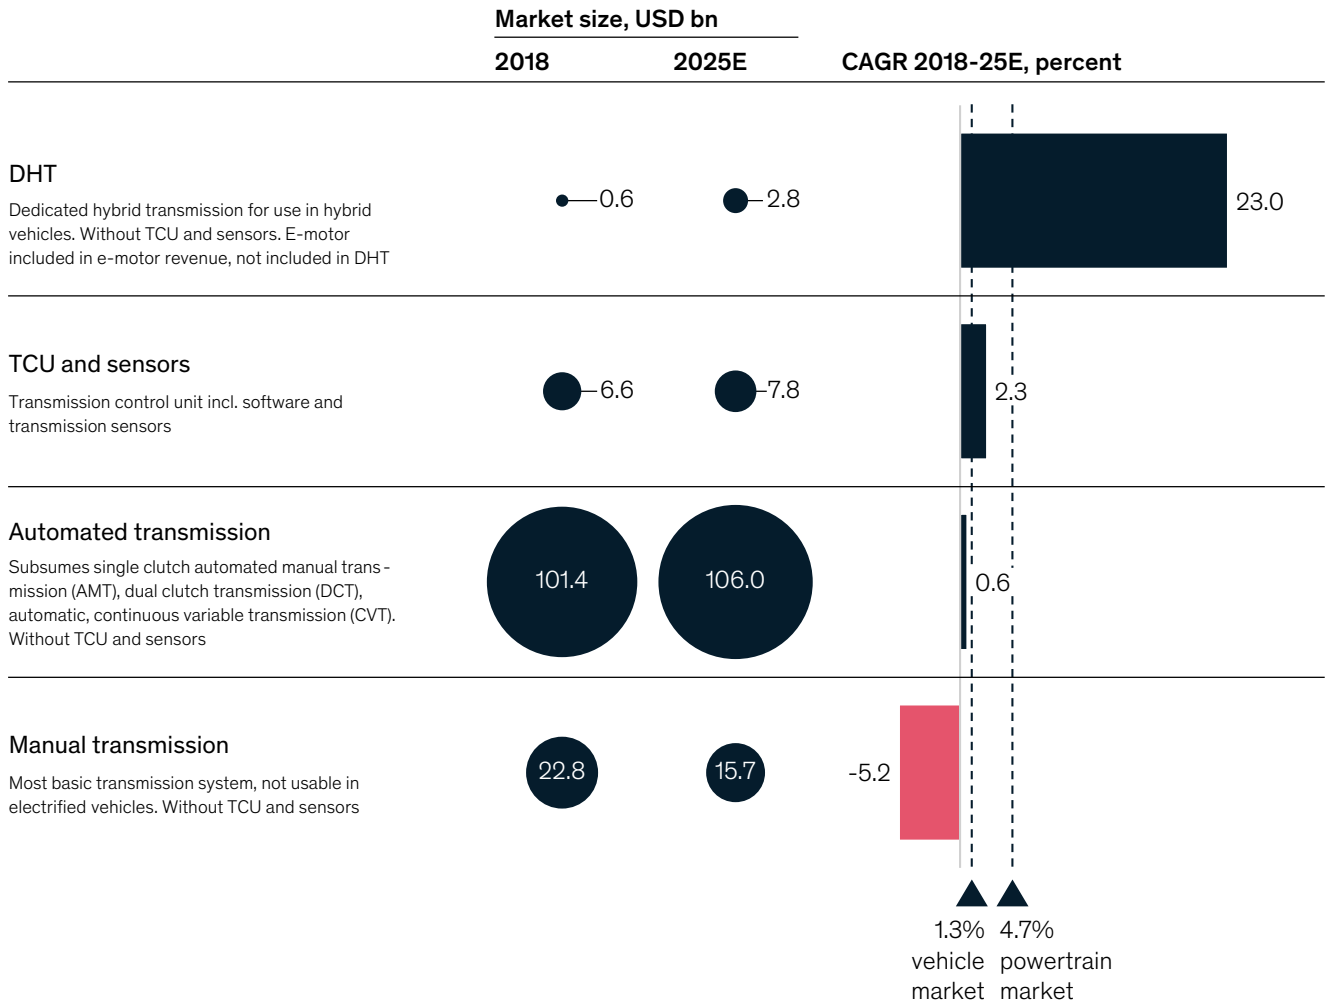 Market size, USD bn
2018 2025E CAGR 2018-25E, percent
DHT
Dedicated hybrid transmission for use in hybrid
vehicles. Without TCU and sensors. E-motor
included in e-motor revenue, not included in DHT
0.6 2.8 23.0
TCU and sensors
Transmission control unit incl. software and
transmission sensors
6.6 7.8 2.3
Automated transmission
Subsumes single clutch automated manual trans-
mission (AMT), dual clutch transmission (DCT),
automatic, continuous variable transmission (CVT).
Without TCU and sensors
101.4 106.0 0.6
Manual transmission
Most basic transmission system, not usable in
electrified vehicles. Without TCU and sensors
22.8 15.7 -5.2
1.3%
vehicle
market
4.7%
powertrain
market